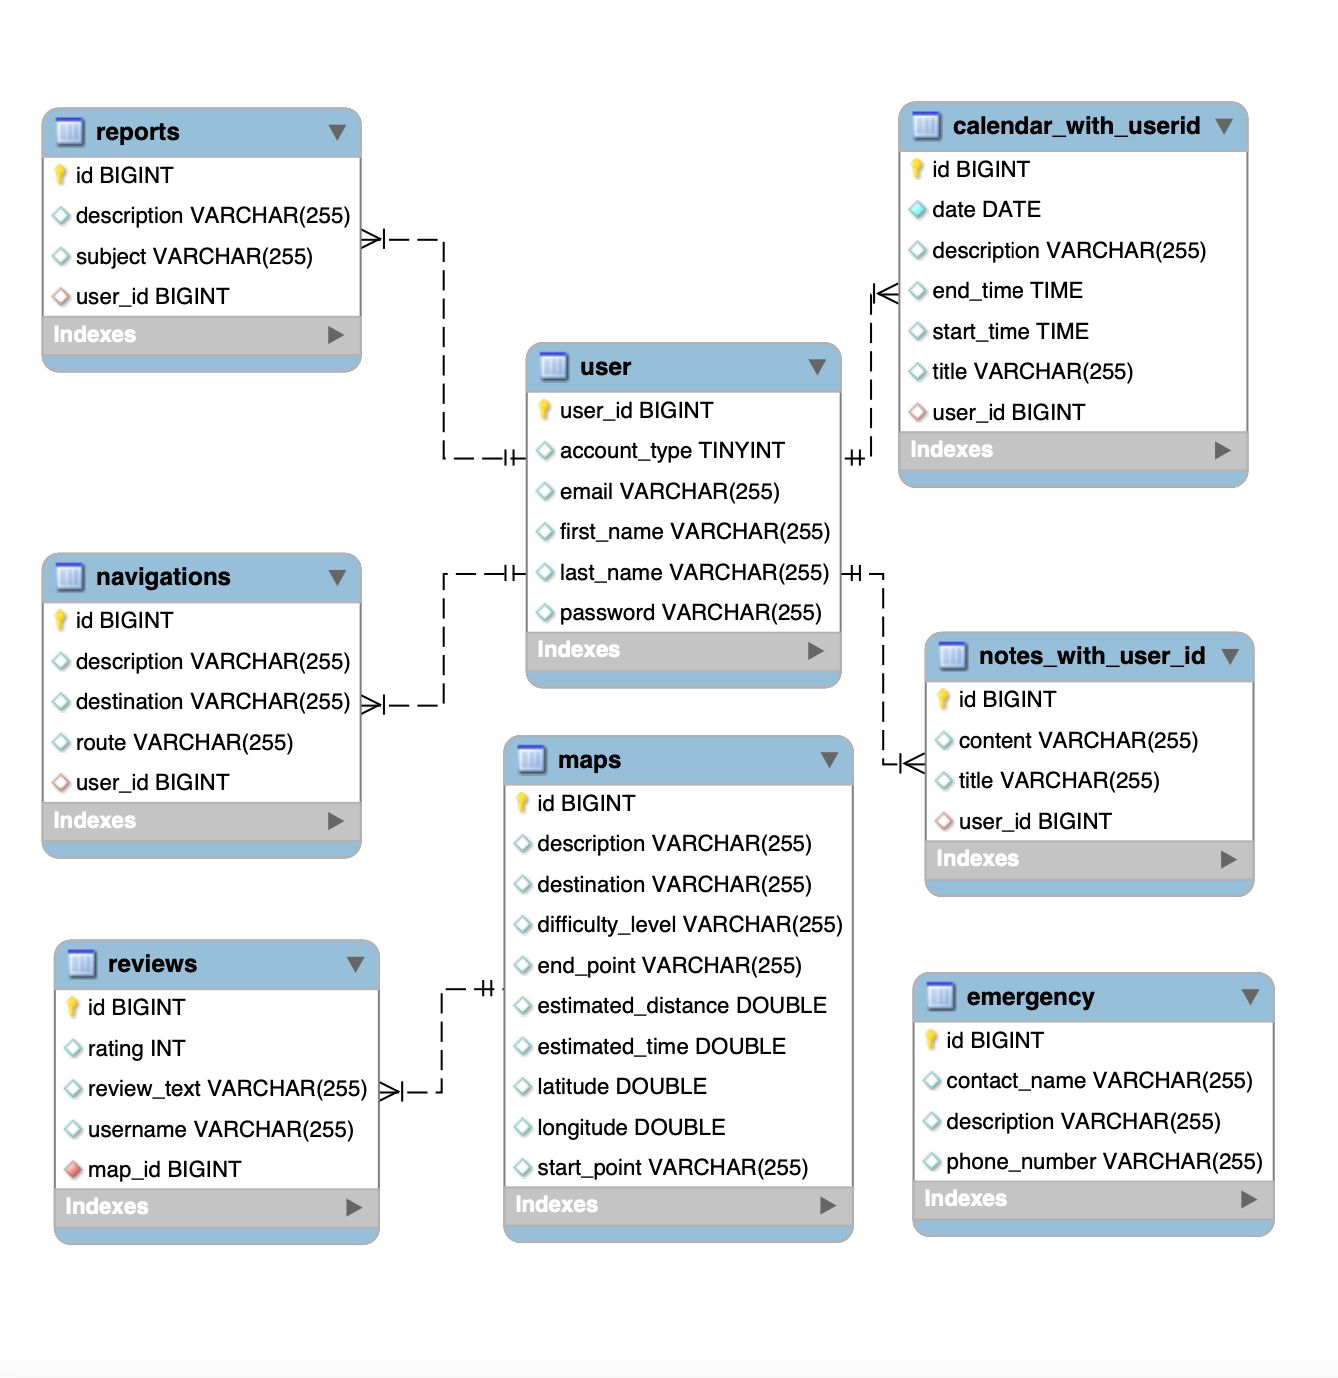 reports
id BIGINT
description VARCHAR(255)
subject VARCHAR(255)
user_id BIGINT
Indexes
calendar_with_userid
id BIGINT
date DATE
description VARCHAR(255)
end_time TIME
start_time TIME
title VARCHAR(255)
user_id BIGINT
Indexes
user
user_id BIGINT
account_type TINYINT
email VARCHAR(255)
first_name VARCHAR(255)
last_name VARCHAR(255)
password VARCHAR(255)
Indexes
navigations
id BIGINT
description VARCHAR(255)
destination VARCHAR(255)
route VARCHAR(255)
user_id BIGINT
Indexes
notes_with_user_id
id BIGINT
content VARCHAR(255)
title VARCHAR(255)
user_id BIGINT
Indexes
maps
id BIGINT
description VARCHAR(255)
destination VARCHAR(255)
difficulty_level VARCHAR(255)
end_point VARCHAR(255)
estimated_distance DOUBLE
estimated_time DOUBLE
latitude DOUBLE
longitude DOUBLE
start_point VARCHAR(255)
Indexes
reviews
id BIGINT
rating INT
review_text VARCHAR(255)
username VARCHAR(255)
map_id BIGINT
Indexes
emergency
id BIGINT
contact_name VARCHAR(255)
description VARCHAR(255)
phone_number VARCHAR(255)
Indexes